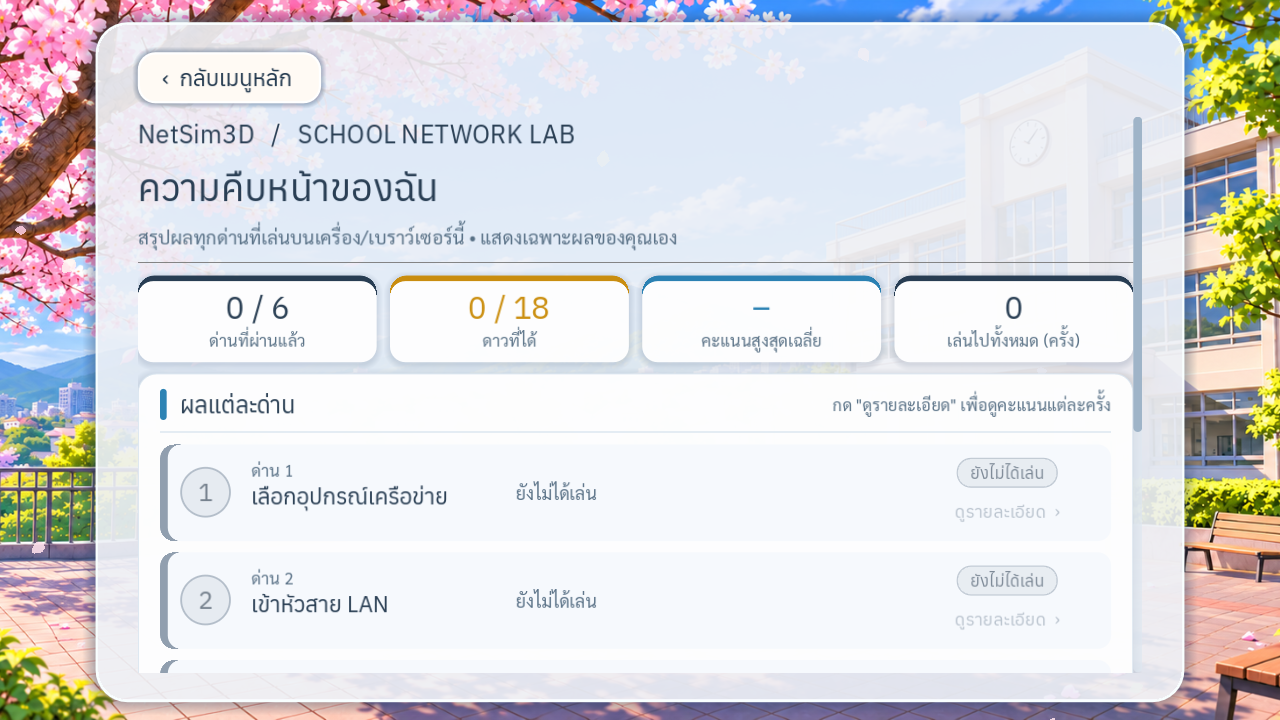 ‹ กลับเมนูหลัก
NetSim3D / SCHOOL NETWORK LAB
ความคืบหน้าของฉัน
สรุปผลทุกด่านที่เล่นบนเครื่อง/เบราว์เซอร์นี้ • แสดงเฉพาะผลของคุณเอง
0 / 6
ด่านที่ผ่านแล้ว
0 / 18
ดาวที่ได้
–
คะแนนสูงสุดเฉลี่ย
0
เล่นไปทั้งหมด (ครั้ง)
ผลแต่ละด่าน
กด "ดูรายละเอียด" เพื่อดูคะแนนแต่ละครั้ง
1
ด่าน 1
เลือกอุปกรณ์เครือข่าย
ยังไม่ได้เล่น
ยังไม่ได้เล่น
ดูรายละเอียด ›
2
ด่าน 2
เข้าหัวสาย LAN
ยังไม่ได้เล่น
ยังไม่ได้เล่น
ดูรายละเอียด ›